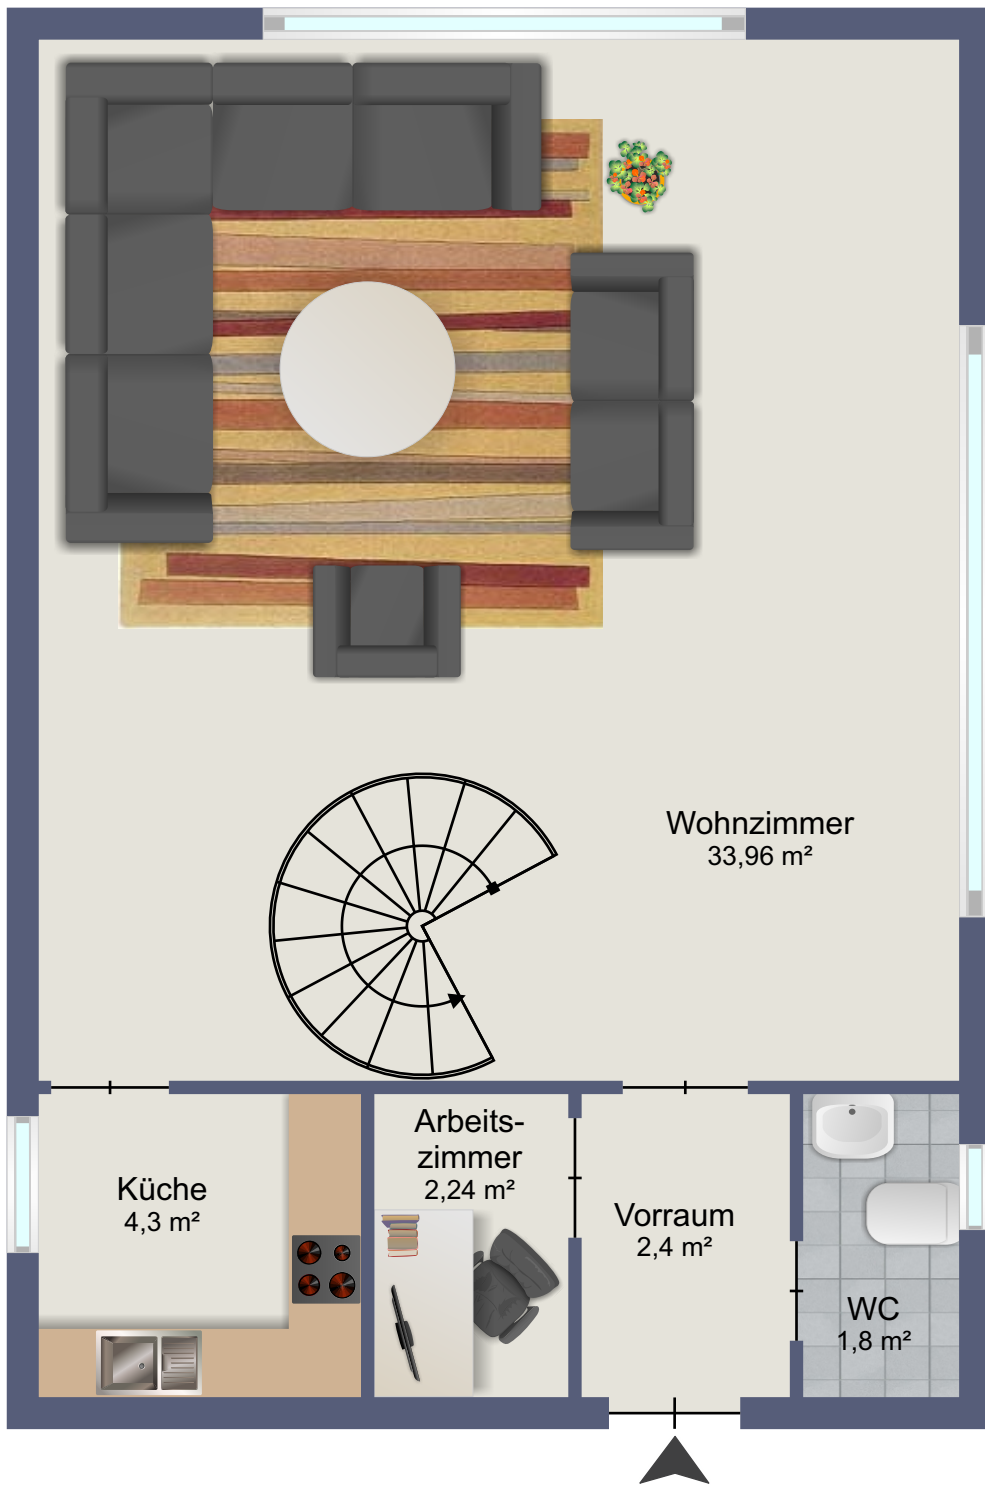 Wohnzimmer
33,96 m²
Arbeits-
zimmer
2,24 m²
Küche
4,3 m²
Vorraum
2,4 m²
WC
1,8 m²